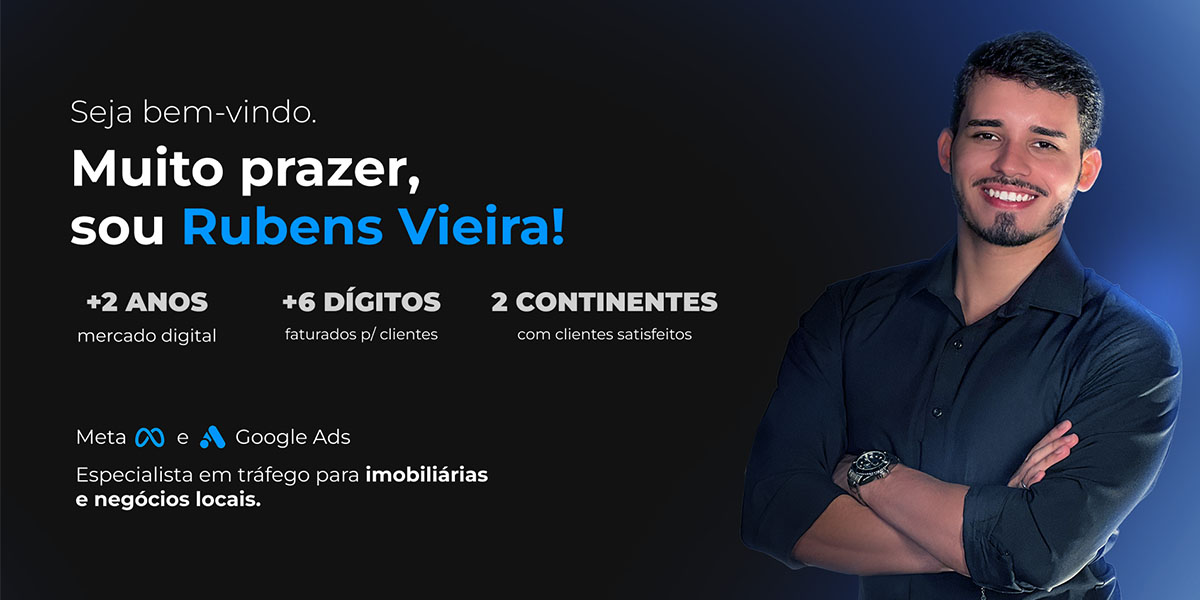 Seja bem-vindo.
Muito prazer,
sou Rubens Vieira!
+2 ANOS
mercado digital
+6 DÍGITOS
faturados p/ clientes
2 CONTINENTES
com clientes satisfeitos
Meta e Google Ads
Especialista em tráfego para imobiliárias
e negócios locais.